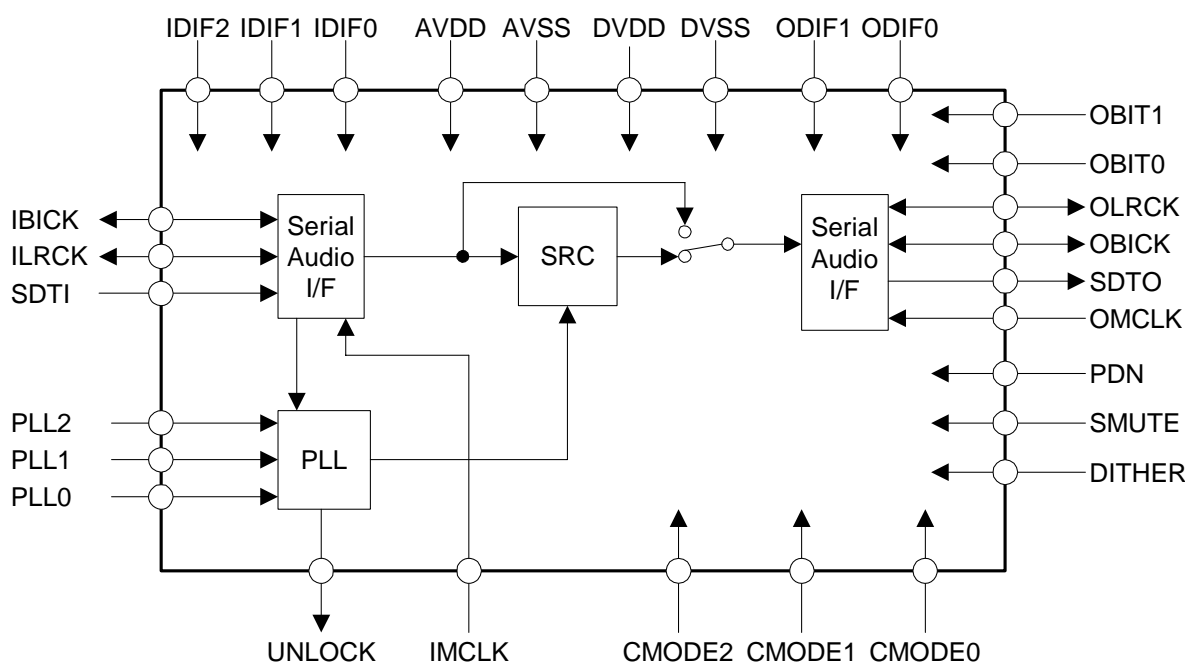 IDIF2 IDIF1 IDIF0 AVDD AVSS DVDD DVSS ODIF1 ODIF0
OBIT1
OBIT0
IBICK
ILRCK
SDTI
Serial
Audio
I/F
SRC
Serial
Audio
I/F
OLRCK
OBICK
SDTO
OMCLK
PDN
SMUTE
DITHER
PLL2
PLL1
PLL0
PLL
UNLOCK IMCLK CMODE2 CMODE1 CMODE0